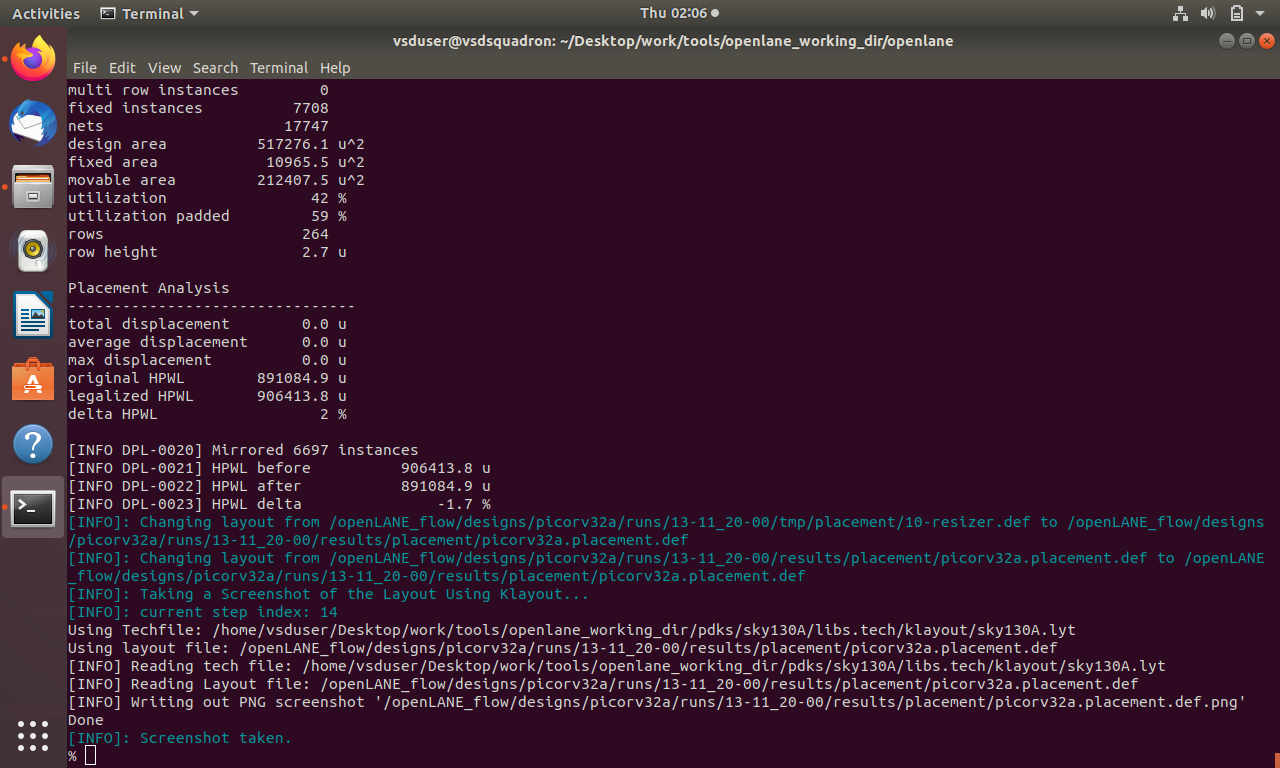 Activities Terminal Thu 02:06
vsduser@vsdsquadron: ~/Desktop/work/tools/openlane_working_dir/openlane
File Edit View Search Terminal Help
multi row instances 0
fixed instances 7708
nets 17747
design area 517276.1 u^2
fixed area 10965.5 u^2
movable area 212407.5 u^2
utilization 42 %
utilization padded 59 %
rows 264
row height 2.7 u
Placement Analysis
--------------------------------
total displacement 0.0 u
average displacement 0.0 u
max displacement 0.0 u
original HPWL 891084.9 u
legalized HPWL 906413.8 u
delta HPWL 2 %
[INFO DPL-0020] Mirrored 6697 instances
[INFO DPL-0021] HPWL before 906413.8 u
[INFO DPL-0022] HPWL after 891084.9 u
[INFO DPL-0023] HPWL delta -1.7 %
[INFO]: Changing layout from /openLANE_flow/designs/picorv32a/runs/13-11_20-00/tmp/placement/10-resizer.def to /openLANE_flow/designs
/picorv32a/runs/13-11_20-00/results/placement/picorv32a.placement.def
[INFO]: Changing layout from /openLANE_flow/designs/picorv32a/runs/13-11_20-00/results/placement/picorv32a.placement.def to /openLANE
_flow/designs/picorv32a/runs/13-11_20-00/results/placement/picorv32a.placement.def
[INFO]: Taking a Screenshot of the Layout Using Klayout...
[INFO]: current step index: 14
Using Techfile: /home/vsduser/Desktop/work/tools/openlane_working_dir/pdks/sky130A/libs.tech/klayout/sky130A.lyt
Using layout file: /openLANE_flow/designs/picorv32a/runs/13-11_20-00/results/placement/picorv32a.placement.def
[INFO] Reading tech file: /home/vsduser/Desktop/work/tools/openlane_working_dir/pdks/sky130A/libs.tech/klayout/sky130A.lyt
[INFO] Reading Layout file: /openLANE_flow/designs/picorv32a/runs/13-11_20-00/results/placement/picorv32a.placement.def
[INFO] Writing out PNG screenshot '/openLANE_flow/designs/picorv32a/runs/13-11_20-00/results/placement/picorv32a.placement.def.png'
Done
[INFO]: Screenshot taken.
%